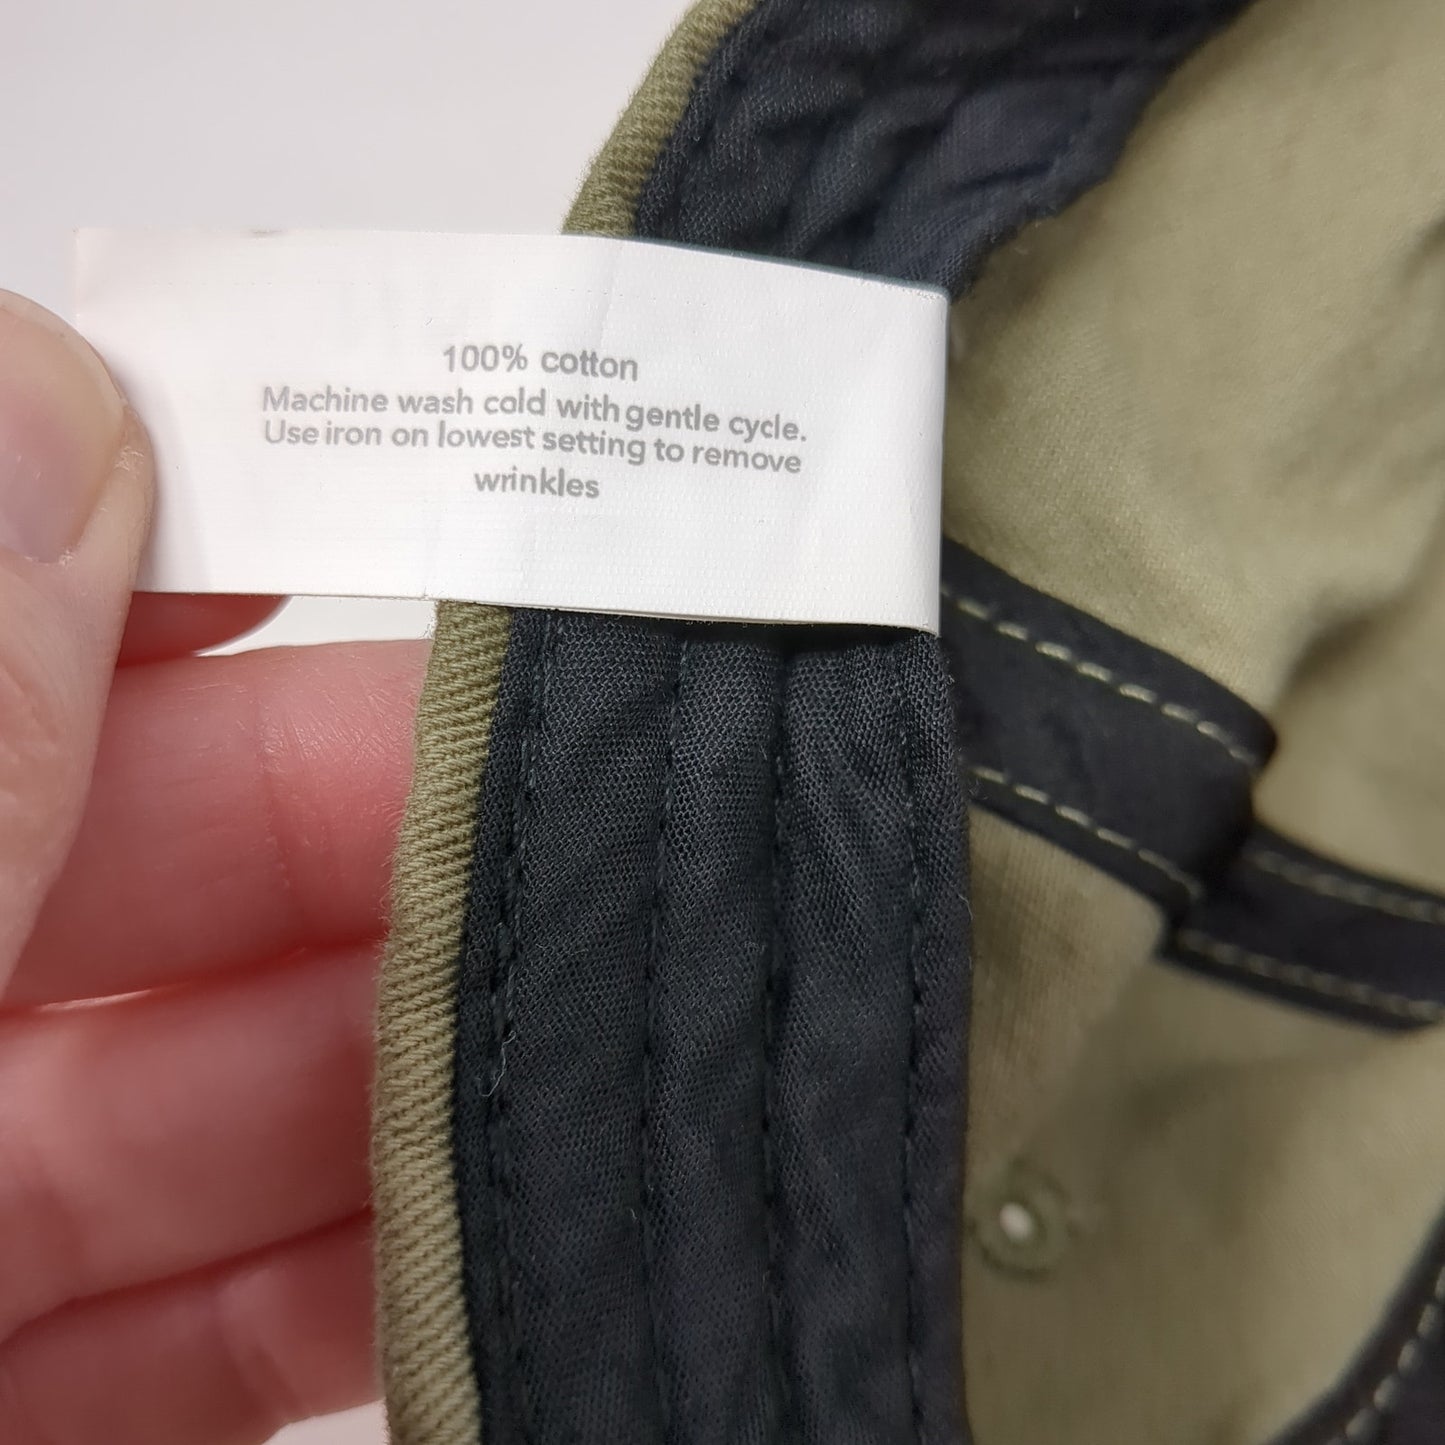 100% cotton
Machine wash cold with gentle cycle.
Use iron on lowest setting to remove
wrinkles